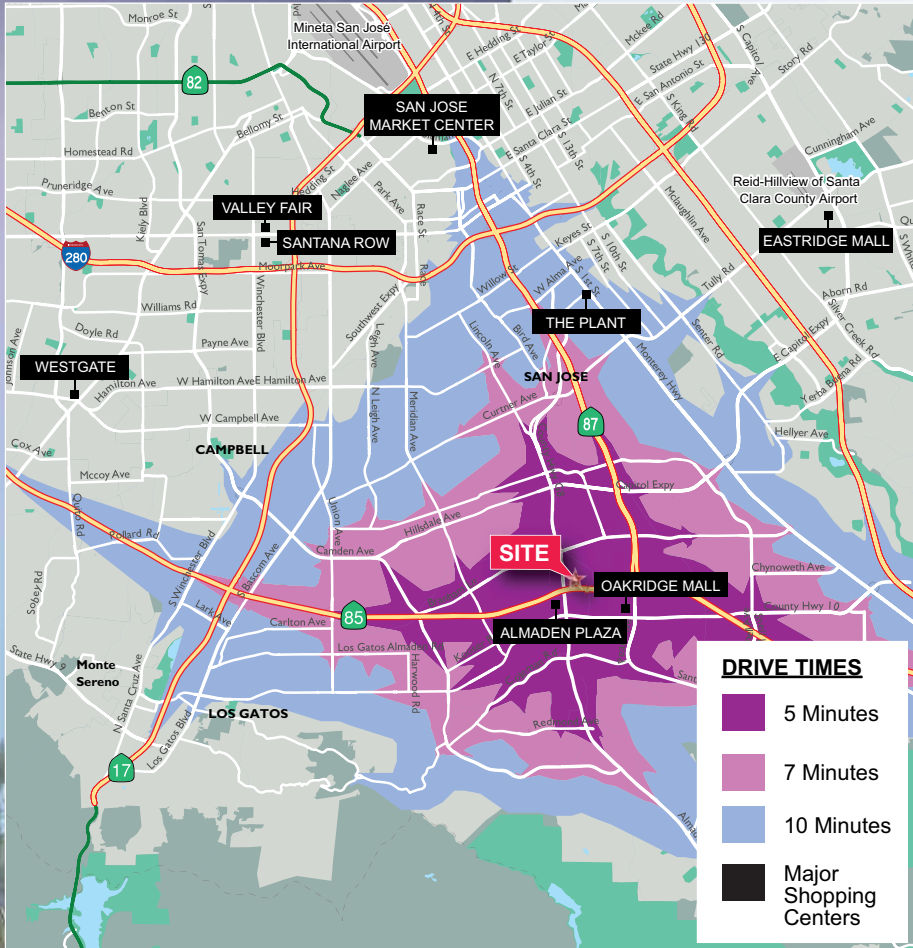 Monroe St
82
Mineta San José
International Airport
E Hedding St
E Taylor St
Mckee Rd
State Hwy 130
S Capitol Ave
Story Rd
N 7th St
E San Antonio St
Benton St
82
SAN JOSE
MARKET CENTER
E Julian St
S King Rd
Bellomy St
E Santa Clara St
S 13th St
Cunningham Ave
Homestead Rd
S 4th St
Hedding St
Naglee Ave
Reid-Hillview of Santa
Clara County Airport
Pruneridge Ave
Park Ave
Mclaughlin Ave
Kiely Blvd
VALLEY FAIR
Race St
San Tomas Expy
SANTANA ROW
Keyes St
S 10th St
S 7th St
EASTRIDGE MALL
280
Moorpark Ave
Race
Willow St
W Alma Ave
S 1st St
Tully Rd
Winchester Blvd
Southwest Expy
Aborn Rd
Williams Rd
THE PLANT
Silver Creek Rd
Doyle Rd
Johnson Ave
Payne Ave
Leigh Ave
Lincoln Ave
Bird Ave
Senter Rd
E Capitol Expy
Monterey Hwy
WESTGATE
SAN JOSE
Yerba Buena Rd
Hamilton Ave
W Hamilton Ave
E Hamilton Ave
N Leigh Ave
Meridian Ave
Curtner Ave
W Campbell Ave
87
Hellyer Ave
Cox Ave
CAMPBELL
Mccoy Ave
Capitol Expy
Quito Rd
Union Ave
Hillsdale Ave
Pollard Rd
S Winchester Blvd
Camden Ave
SITE
S Bascom Ave
Chynoweth Ave
Sobey Rd
OAKRIDGE MALL
Lark Ave
85
County Hwy 10
Carlton Ave
ALMADEN PLAZA
State Hwy 9
Los Gatos Almaden
Monte
Sereno
Harwood Rd
N Santa Cruz Ave
LOS GATOS
Redmond Ave
Los Gatos Blvd
17
DRIVE TIMES
5 Minutes
7 Minutes
10 Minutes
Major
Shopping
Centers